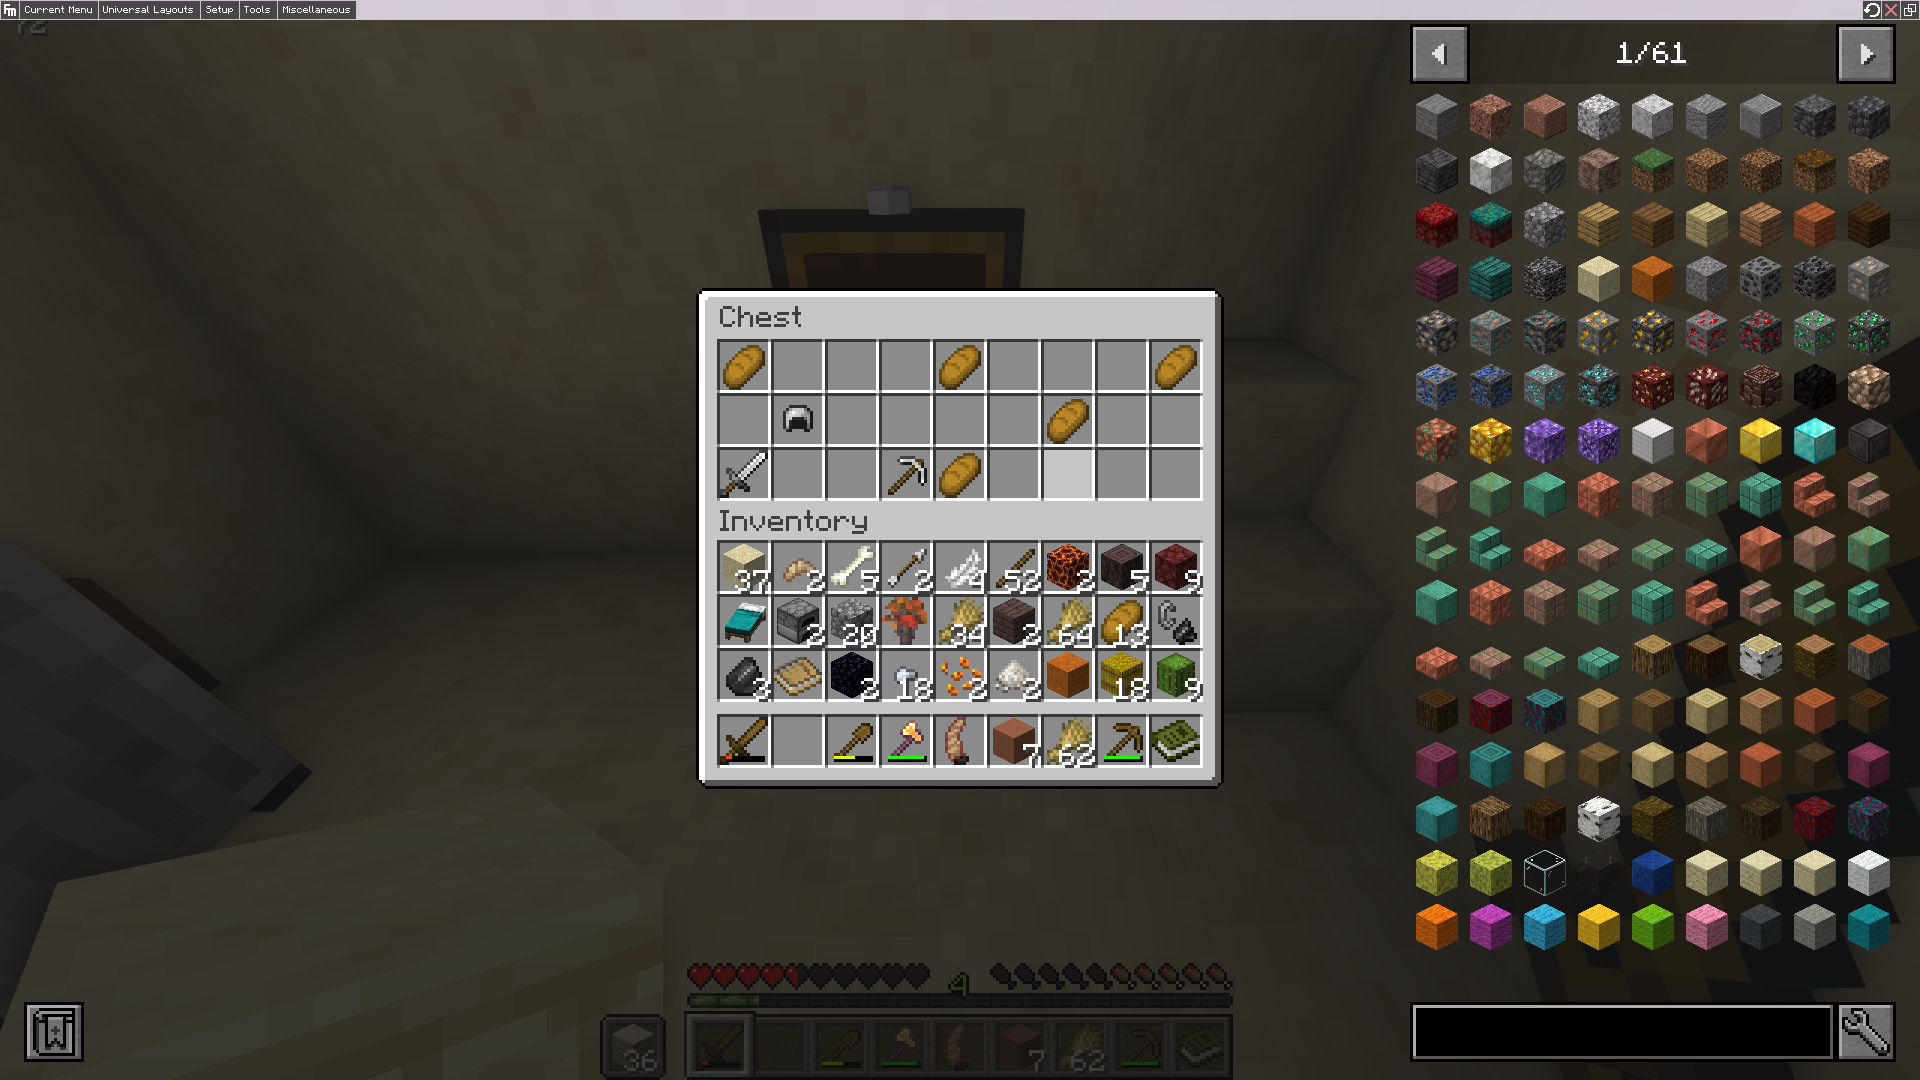 Fm Current Menu Universal Layouts Setup Tools Miscellaneous
1/61
Chest
Inventory
37 2 5 2 4 52 2 5 9
2 20 34 2 64 13
3 2 18 2 2 18 9
7 62
4
36 7 62